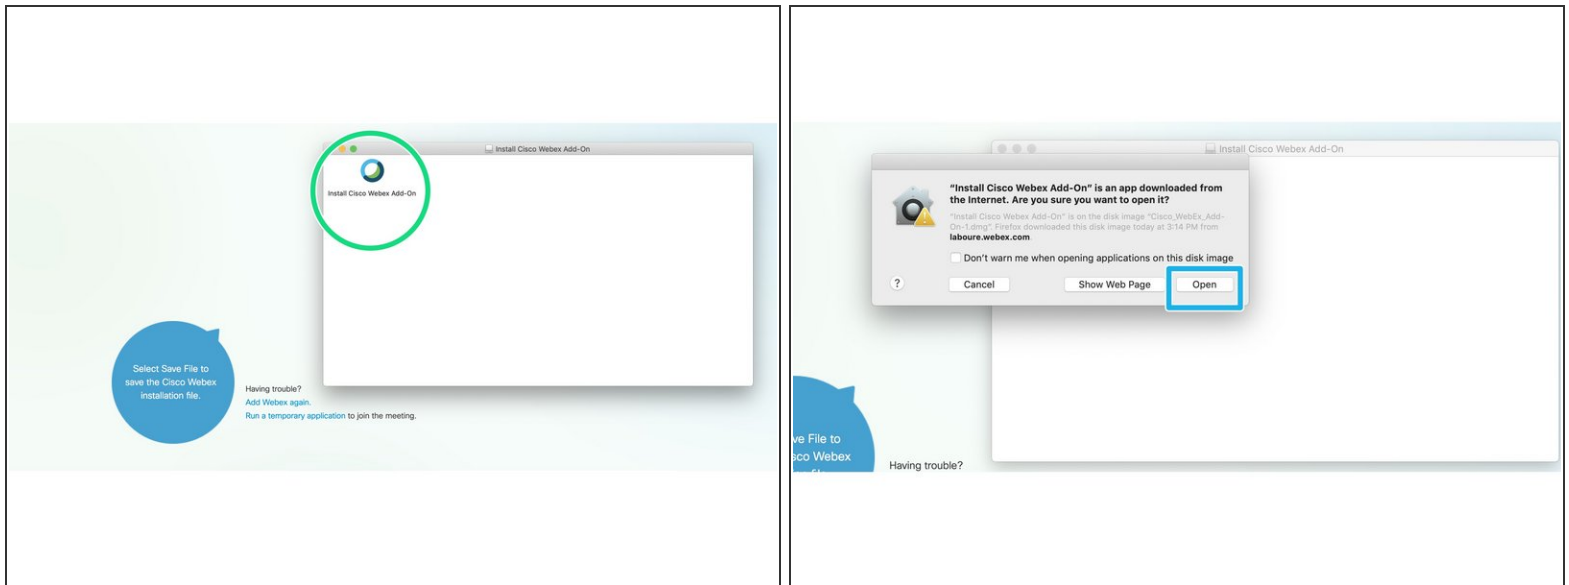 Install Cisco Webex Add-On
Install Cisco Webex Add-On
Select Save File to
save the Cisco Webex
installation file.
Having trouble?
Add Webex again.
Run a temporary application to join the meeting.
Install Cisco Webex Add-On
"Install Cisco Webex Add-On" is an app downloaded from
the Internet. Are you sure you want to open it?
"Install Cisco Webex Add-On" is on the disk image "Cisco_WebEx_Add-
On-1.dmg". Firefox downloaded this disk image today at 3:14 PM from
laboure.webex.com
Don't warn me when opening applications on this disk image
?
Cancel
Show Web Page
Open
ve File to
sco Webex
Having trouble?